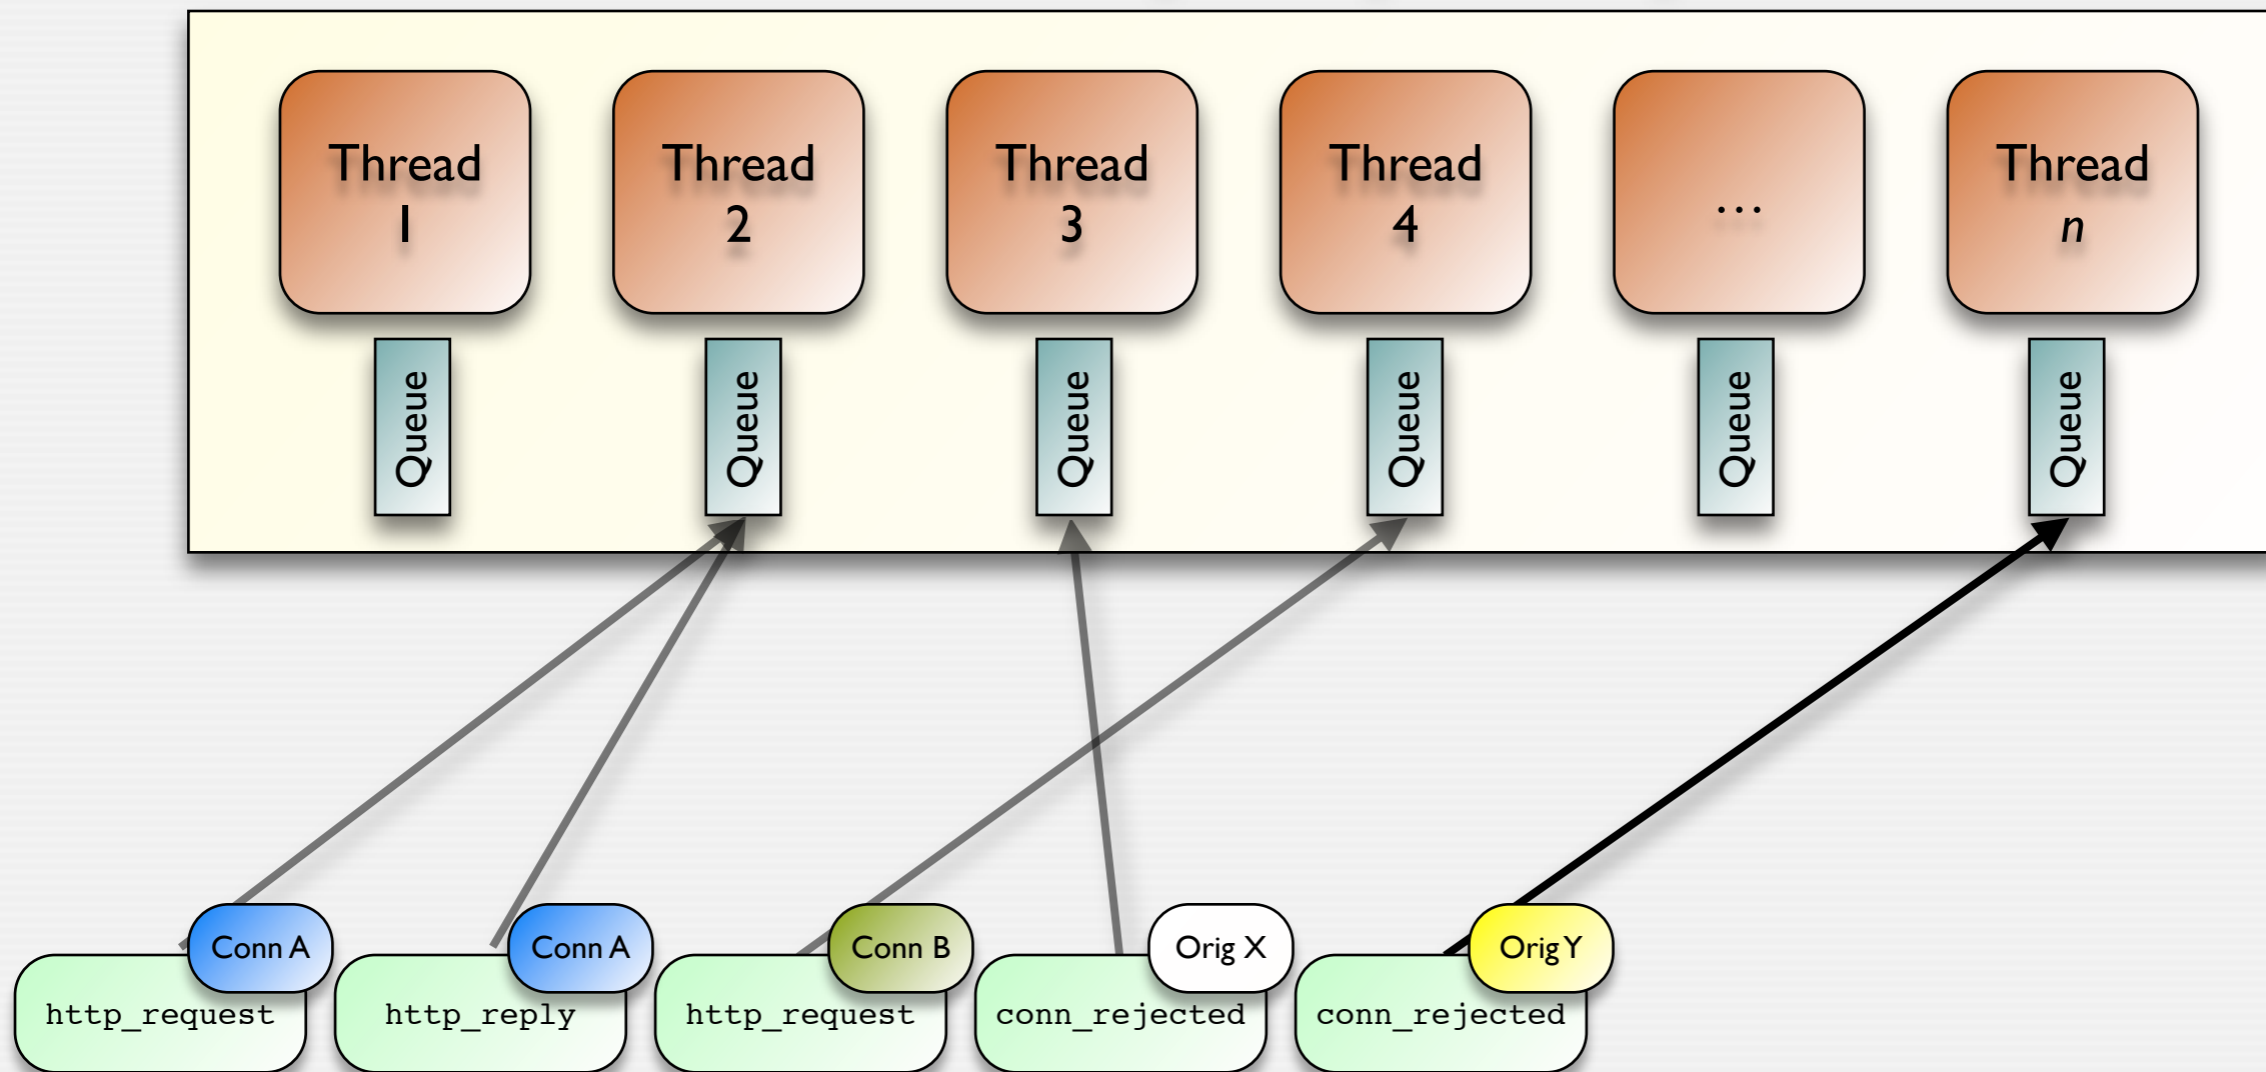 Thread
1
Thread
2
Thread
3
Thread
4
...
Thread
n
Queue
Queue
Queue
Queue
Queue
Queue
Conn A
http_request
Conn A
http_reply
Conn B
http_request
Orig X
conn_rejected
Orig Y
conn_rejected